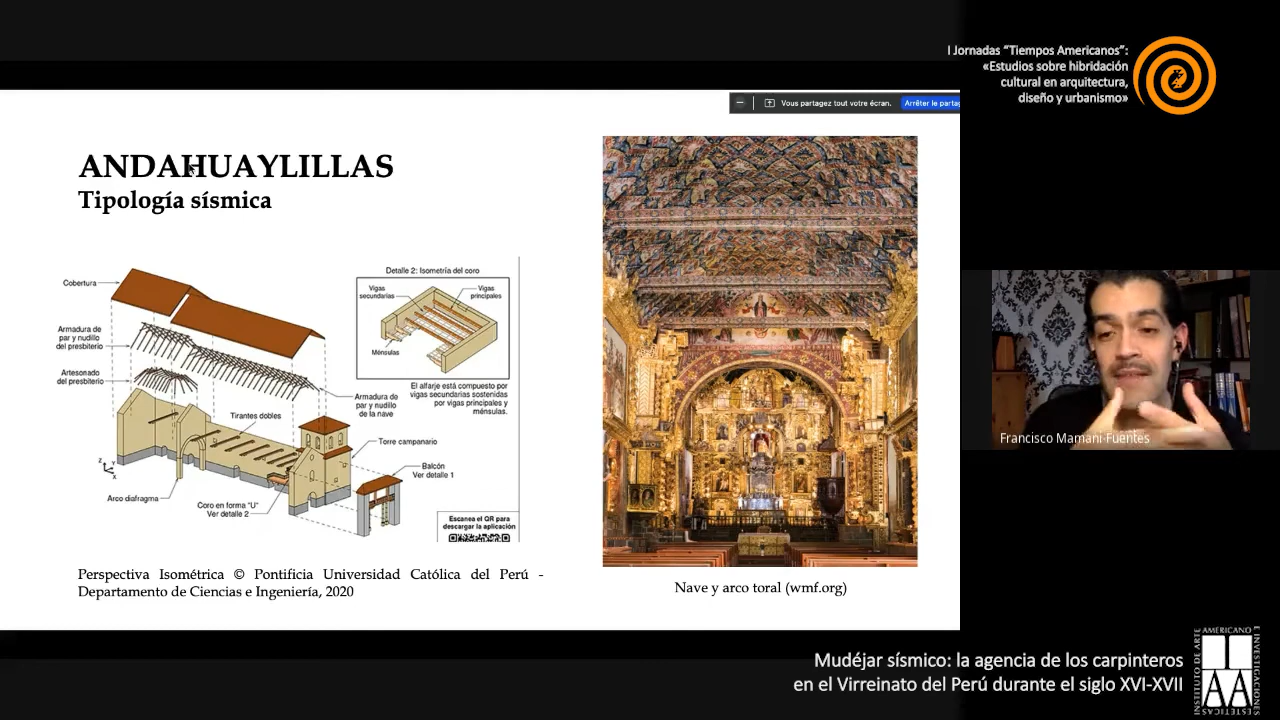 I Jornadas “Tiempos Americanos”:
«Estudios sobre hibridación
cultural en arquitectura,
diseño y urbanismo»
Vous partagez tout votre écran.
Arrêter le partag
ANDAHUAYLILLAS
Tipología sísmica
Cobertura
Armadura de
par y nudillo
del presbiterio
Artesonado
del presbiterio
Tirantes dobles
Arco diafragma
Coro en forma "U"
Ver detalle 2
Armadura de
par y nudillo
de la nave
Torre campanario
Balcón
Ver detalle 1
Z
Y
X
Detalle 2: Isometría del coro
Vigas
secundarias
Vigas
principales
Ménsulas
El alfarje está compuesto por
vigas secundarias sostenidas
por vigas principales y
ménsulas.
Escanea el QR para
descargar la aplicación
Perspectiva Isométrica © Pontificia Universidad Católica del Perú -
Departamento de Ciencias e Ingeniería, 2020
Nave y arco toral (wmf.org)
Francisco Mamani-Fuentes
Mudéjar sísmico: la agencia de los carpinteros
en el Virreinato del Perú durante el siglo XVI-XVII
INSTITUTO DE ARTE
AMERICANO
E INVESTIGACIONES
ESTETICAS
IAA